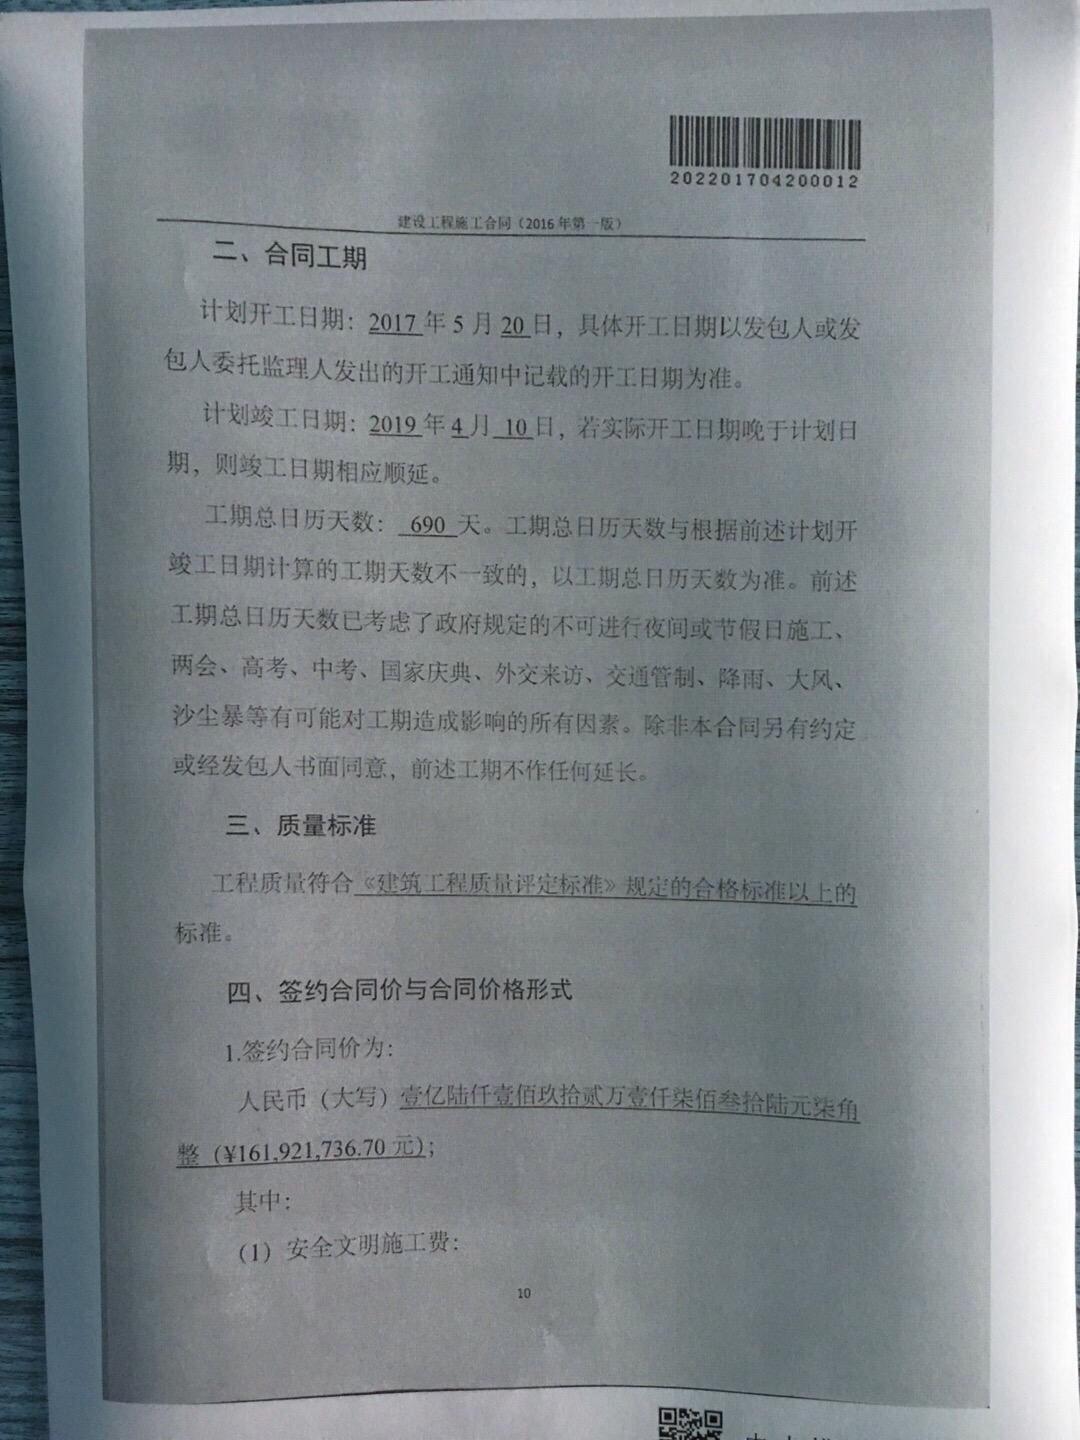 202201704200012
建设工程施工合同（2016年第一版）
二、合同工期
计划开工日期：2017年5月20日，具体开工日期以发包人或发
包人委托监理人发出的开工通知中记载的开工日期为准。
计划竣工日期：2019年4月10日，若实际开工日期晚于计划日
期，则竣工日期相应顺延。
工期总日历天数：690天。工期总日历天数与根据前述计划开
竣工日期计算的工期天数不一致的，以工期总日历天数为准。前述
工期总日历天数已考虑了政府规定的不可进行夜间或节假日施工、
两会、高考、中考、国家庆典、外交来访、交通管制、降雨、大风、
沙尘暴等有可能对工期造成影响的所有因素。除非本合同另有约定
或经发包人书面同意，前述工期不作任何延长。
三、质量标准
工程质量符合《建筑工程质量评定标准》规定的合格标准以上的
标准。
四、签约合同价与合同价格形式
1.签约合同价为：
人民币（大写）壹亿陆仟壹佰玖拾贰万壹仟柒佰叁拾陆元柒角
整（¥161,921,736.70元）；
其中：
（1）安全文明施工费：
10